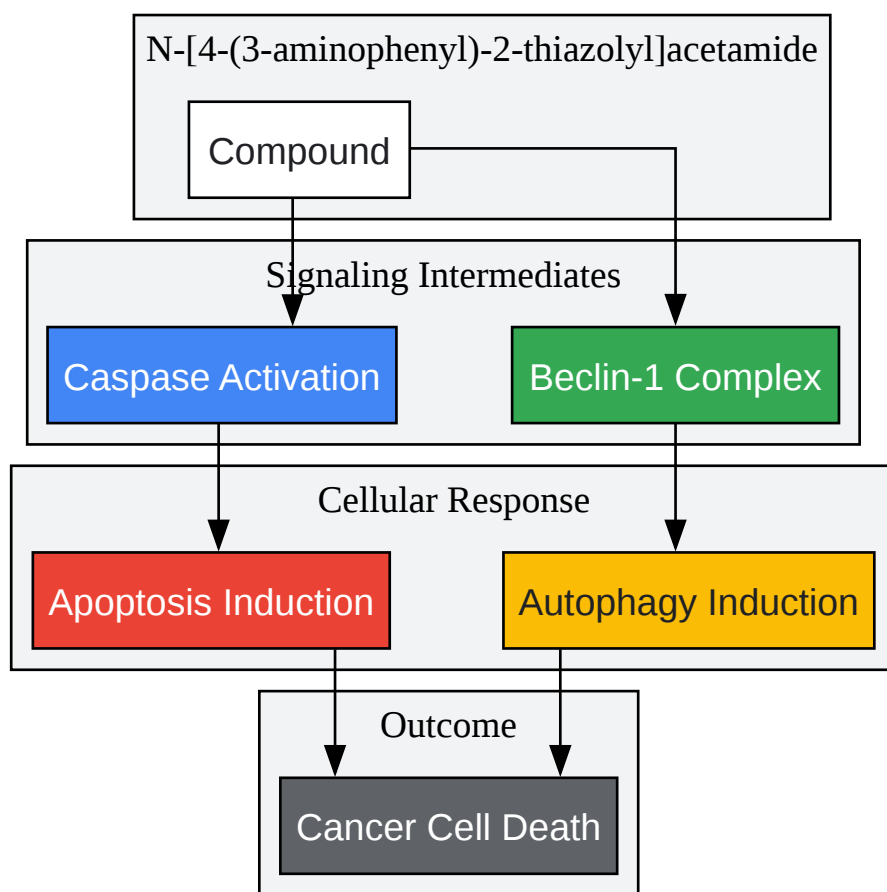 N-[4-(3-aminophenyl)-2-thiazolyl]acetamide
Compound
Signaling Intermediates
Caspase Activation
Beclin-1 Complex
Cellular Response
Apoptosis Induction
Autophagy Induction
Outcome
Cancer Cell Death